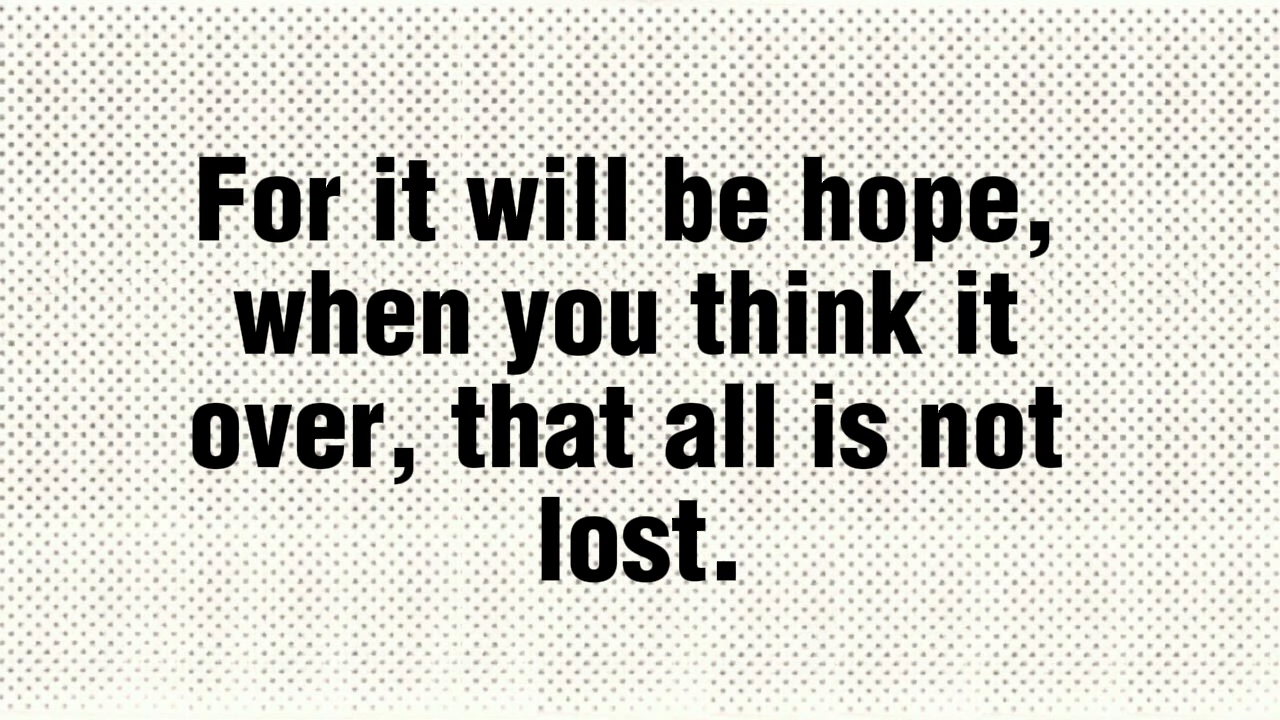 For it will be hope,
when you think it
over, that all is not
lost.